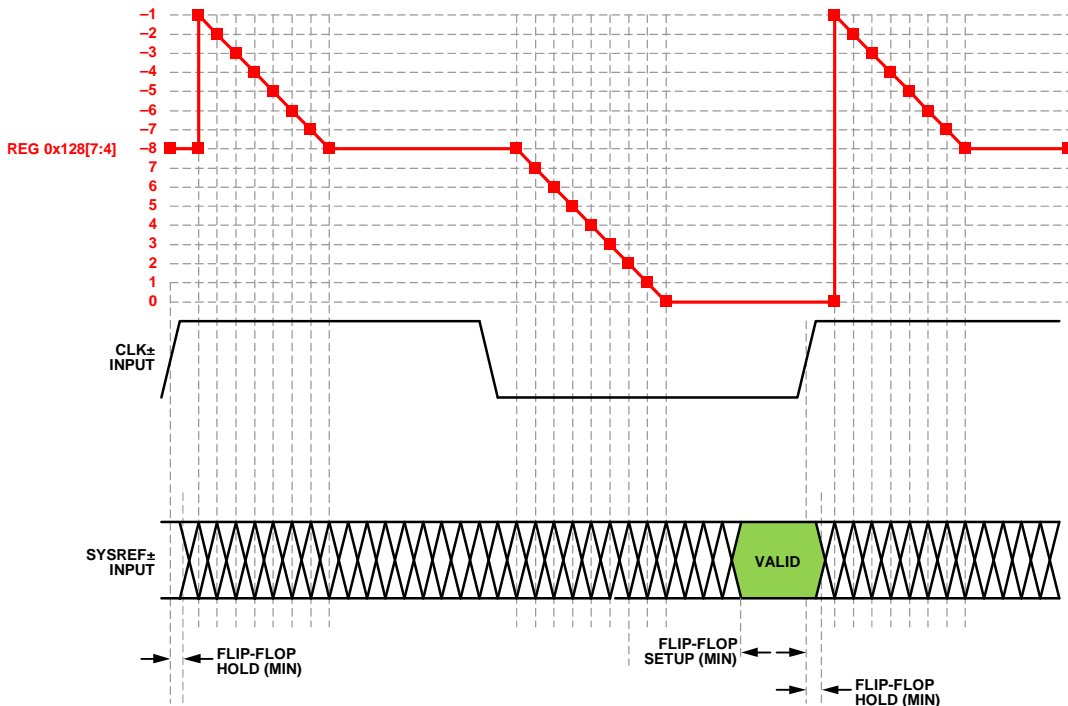 −1
−2
−3
−4
−5
−6
−7
REG 0x128[7:4]
−8
7
6
5
4
3
2
1
0
CLK±
INPUT
SYSREF±
INPUT
VALID
FLIP-FLOP
HOLD (MIN)
FLIP-FLOP
SETUP (MIN)
FLIP-FLOP
HOLD (MIN)